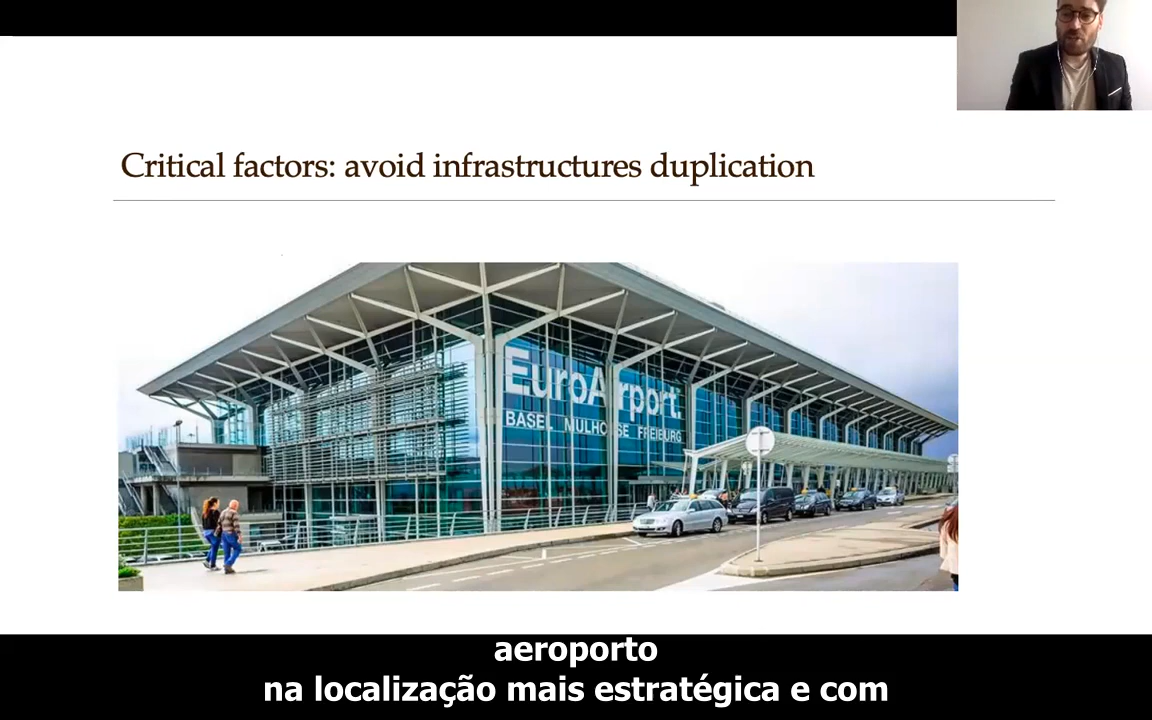 Critical factors: avoid infrastructures duplication
EuroAirport.
BASEL MULHOUSE FREIBURG
aeroporto
na localização mais estratégica e com